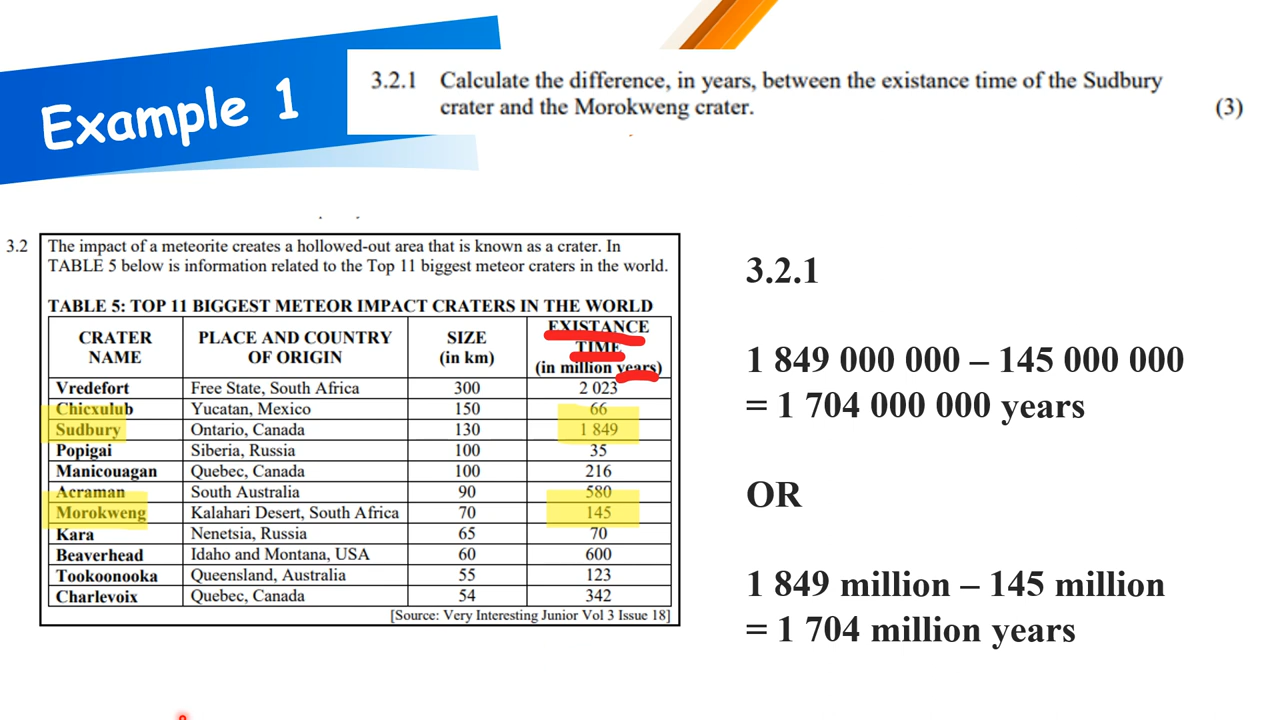 Example 1
3.2.1 Calculate the difference, in years, between the existance time of the Sudbury
crater and the Morokweng crater. (3)
3.2 The impact of a meteorite creates a hollowed-out area that is known as a crater. In
TABLE 5 below is information related to the Top 11 biggest meteor craters in the world.
TABLE 5: TOP 11 BIGGEST METEOR IMPACT CRATERS IN THE WORLD
CRATER NAME PLACE AND COUNTRY OF ORIGIN SIZE (in km) EXISTANCE TIME (in million years)
Vredefort Free State, South Africa 300 2 023
Chicxulub Yucatan, Mexico 150 66
Sudbury Ontario, Canada 130 1 849
Popigai Siberia, Russia 100 35
Manicouagan Quebec, Canada 100 216
Acraman South Australia 90 580
Morokweng Kalahari Desert, South Africa 70 145
Kara Nenetsia, Russia 65 70
Beaverhead Idaho and Montana, USA 60 600
Tookoonooka Queensland, Australia 55 123
Charlevoix Quebec, Canada 54 342
[Source: Very Interesting Junior Vol 3 Issue 18]
3.2.1
1 849 000 000 – 145 000 000
= 1 704 000 000 years
OR
1 849 million – 145 million
= 1 704 million years